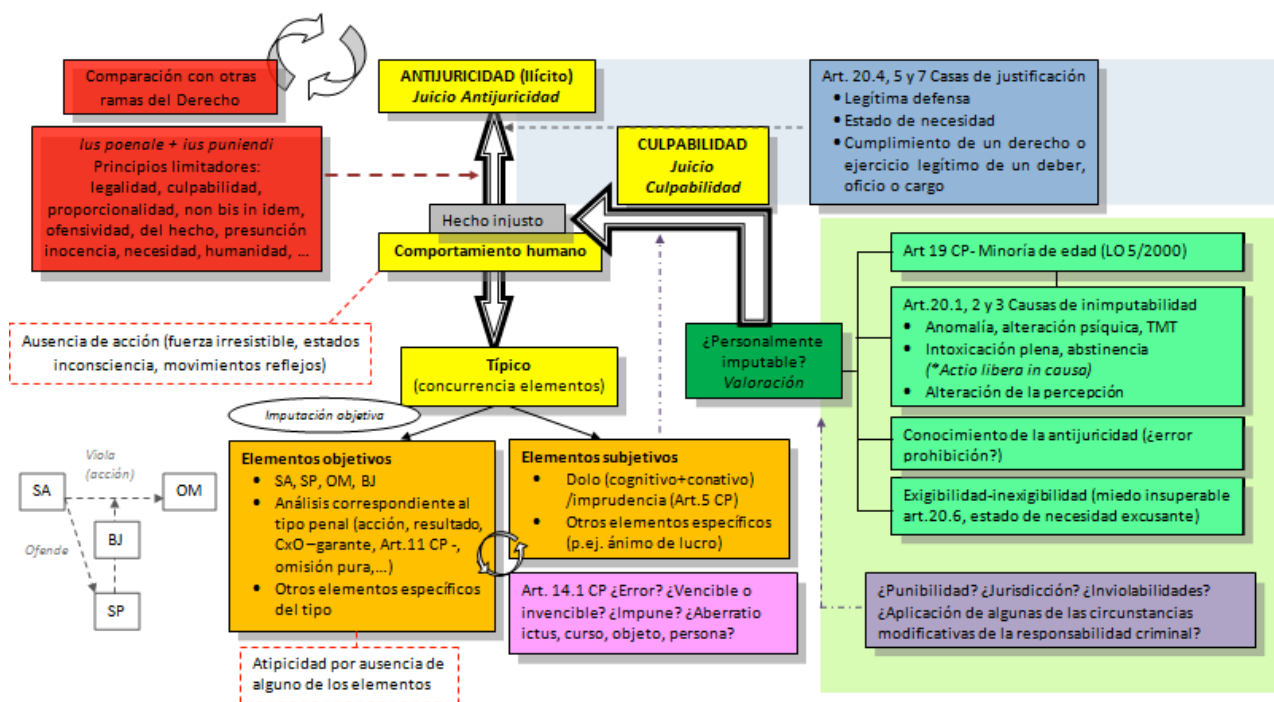 Comparación con otras
ramas del Derecho
ANTIJURICIDAD (Ilícito)
Juicio Antijuricidad
Art. 20.4, 5 y 7 Casas de justificación
• Legítima defensa
• Estado de necesidad
• Cumplimiento de un derecho o
ejercicio legítimo de un deber,
oficio o cargo
Ius poenale + ius puniendi
Principios limitadores:
legalidad, culpabilidad,
proporcionalidad, non bis in idem,
ofensividad, del hecho, presunción
inocencia, necesidad, humanidad, ...
CULPABILIDAD
Juicio
Culpabilidad
Hecho injusto
Comportamiento humano
Art 19 CP- Minoría de edad (LO 5/2000)
Art.20.1, 2 y 3 Causas de inimputabilidad
• Anomalía, alteración psíquica, TMT
• Intoxicación plena, abstinencia
(*Actio libera in causa)
• Alteración de la percepción
Ausencia de acción (fuerza irresistible, estados
inconsciencia, movimientos reflejos)
¿Personalmente
imputable?
Valoración
Típico
(concurrencia elementos)
Imputación objetiva
Conocimiento de la antijuricidad (¿error
prohibición?)
Exigibilidad-inexigibilidad (miedo insuperable
art.20.6, estado de necesidad excusante)
Elementos objetivos
• SA, SP, OM, BJ
• Análisis correspondiente al
tipo penal (acción, resultado,
CxO –garante, Art.11 CP -,
omisión pura,...)
• Otros elementos específicos
del tipo
Elementos subjetivos
• Dolo (cognitivo+conativo)
/imprudencia (Art.5 CP)
• Otros elementos específicos
(p.ej. ánimo de lucro)
Viola
(acción)
SA
OM
BJ
Ofende
SP
Art. 14.1 CP ¿Error? ¿Vencible o
invencible? ¿Impune? ¿Aberratio
ictus, curso, objeto, persona?
¿Punibilidad? ¿Jurisdicción? ¿Inviolabilidades?
¿Aplicación de algunas de las circunstancias
modificativas de la responsabilidad criminal?
Atipicidad por ausencia de
alguno de los elementos